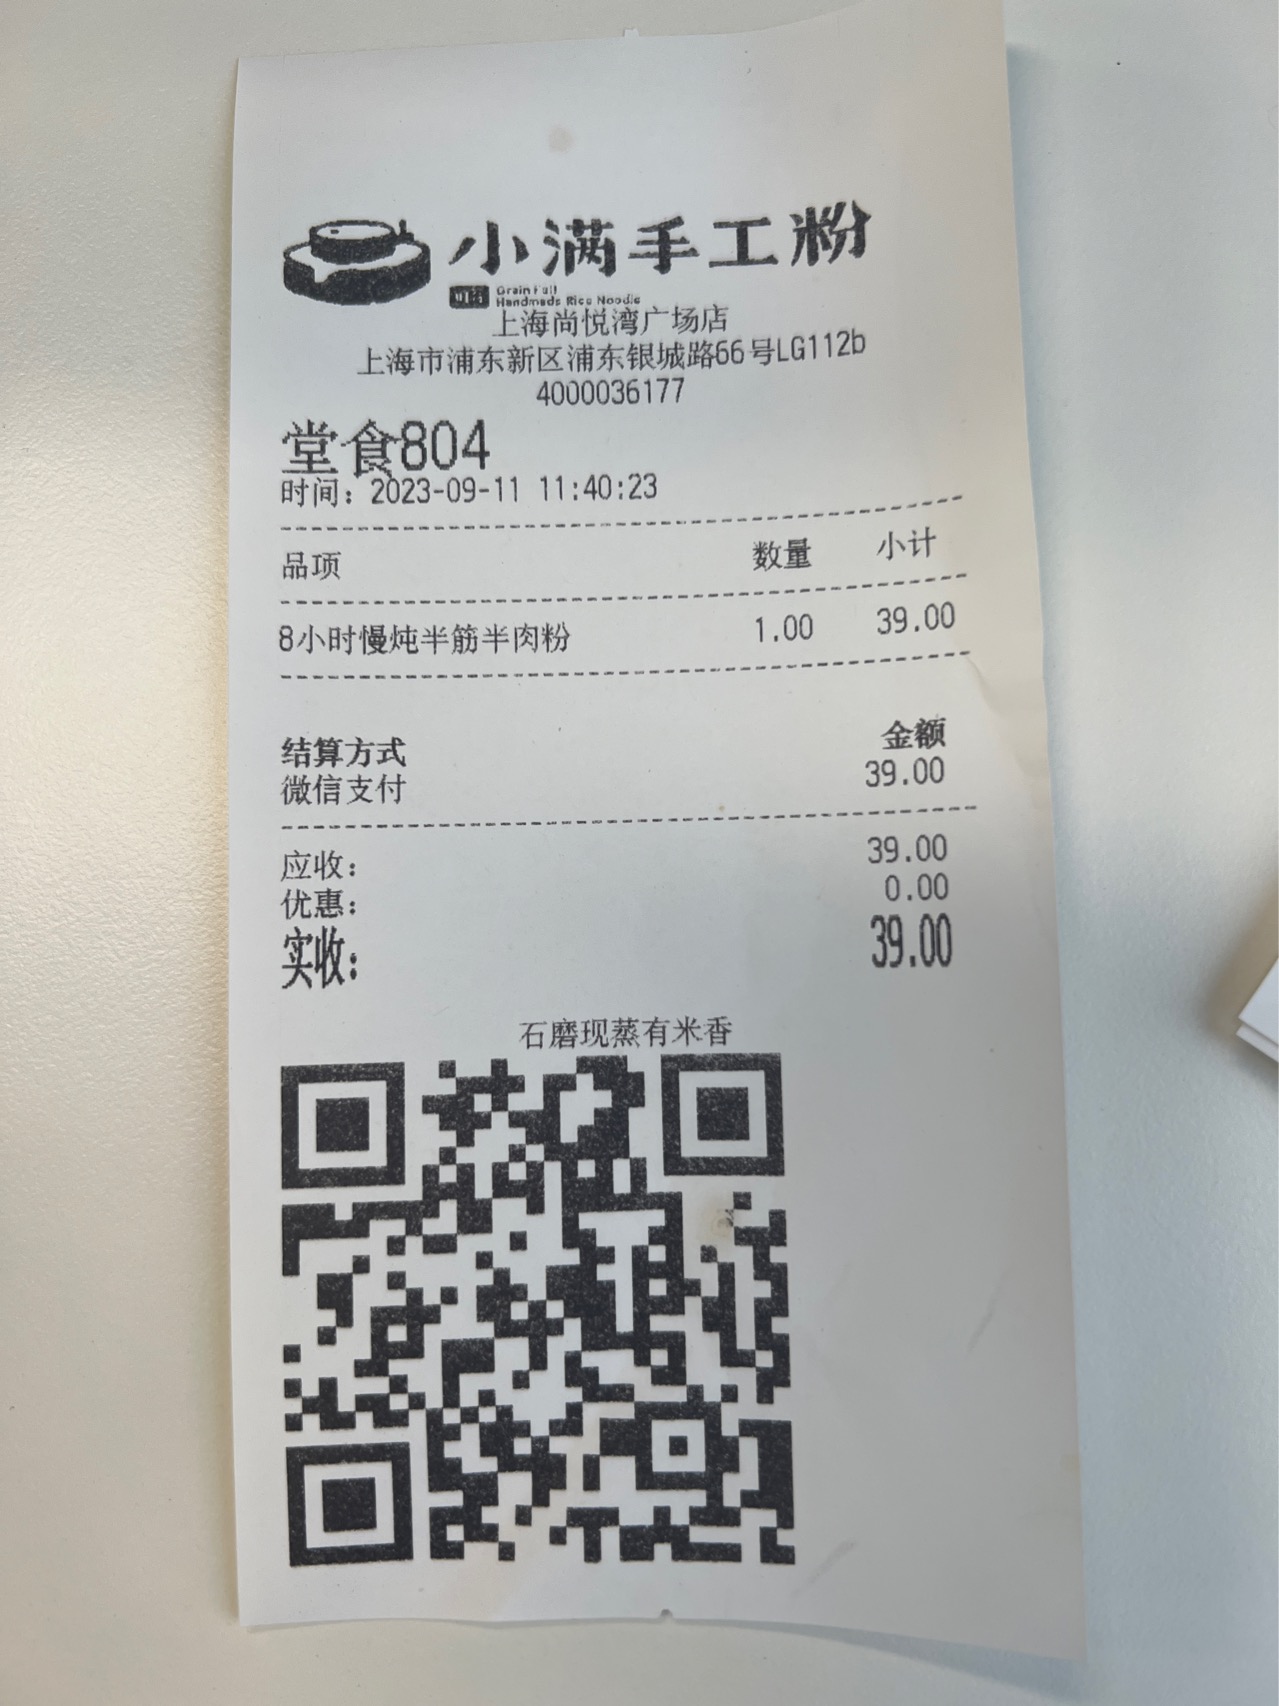 小满手工粉
Grain Full
Handmade Rice Noodle
上海尚悦湾广场店
上海市浦东新区浦东银城路66号LG112b
4000036177
堂食804
时间：2023-09-11 11:40:23
品项 数量 小计
8小时慢炖半筋半肉粉 1.00 39.00
结算方式 金额
微信支付 39.00
应收： 39.00
优惠： 0.00
实收： 39.00
石磨现蒸有米香